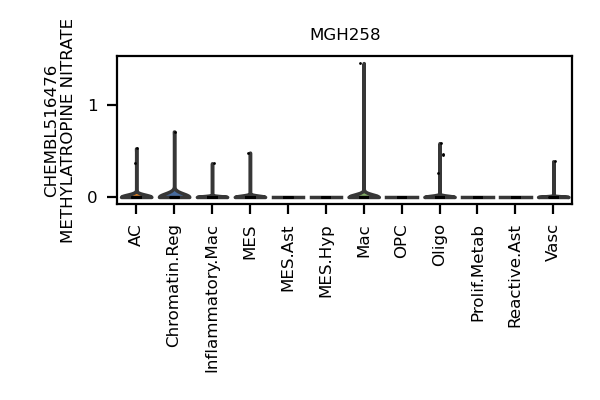 MGH258
CHEMBL516476
METHYLATROPINE NITRATE
1
0
AC
Chromatin.Reg
Inflammatory.Mac
MES
MES.Ast
MES.Hyp
Mac
OPC
Oligo
Prolif.Metab
Reactive.Ast
Vasc